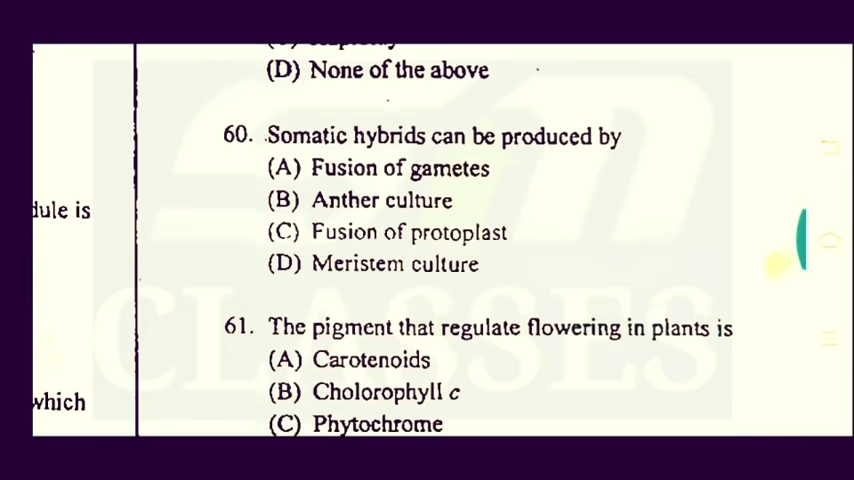 (D) None of the above
60. Somatic hybrids can be produced by
(A) Fusion of gametes
(B) Anther culture
(C) Fusion of protoplast
(D) Meristem culture
dule is
61. The pigment that regulate flowering in plants is
(A) Carotenoids
(B) Cholorophyll c
which
(C) Phytochrome
CLASSES